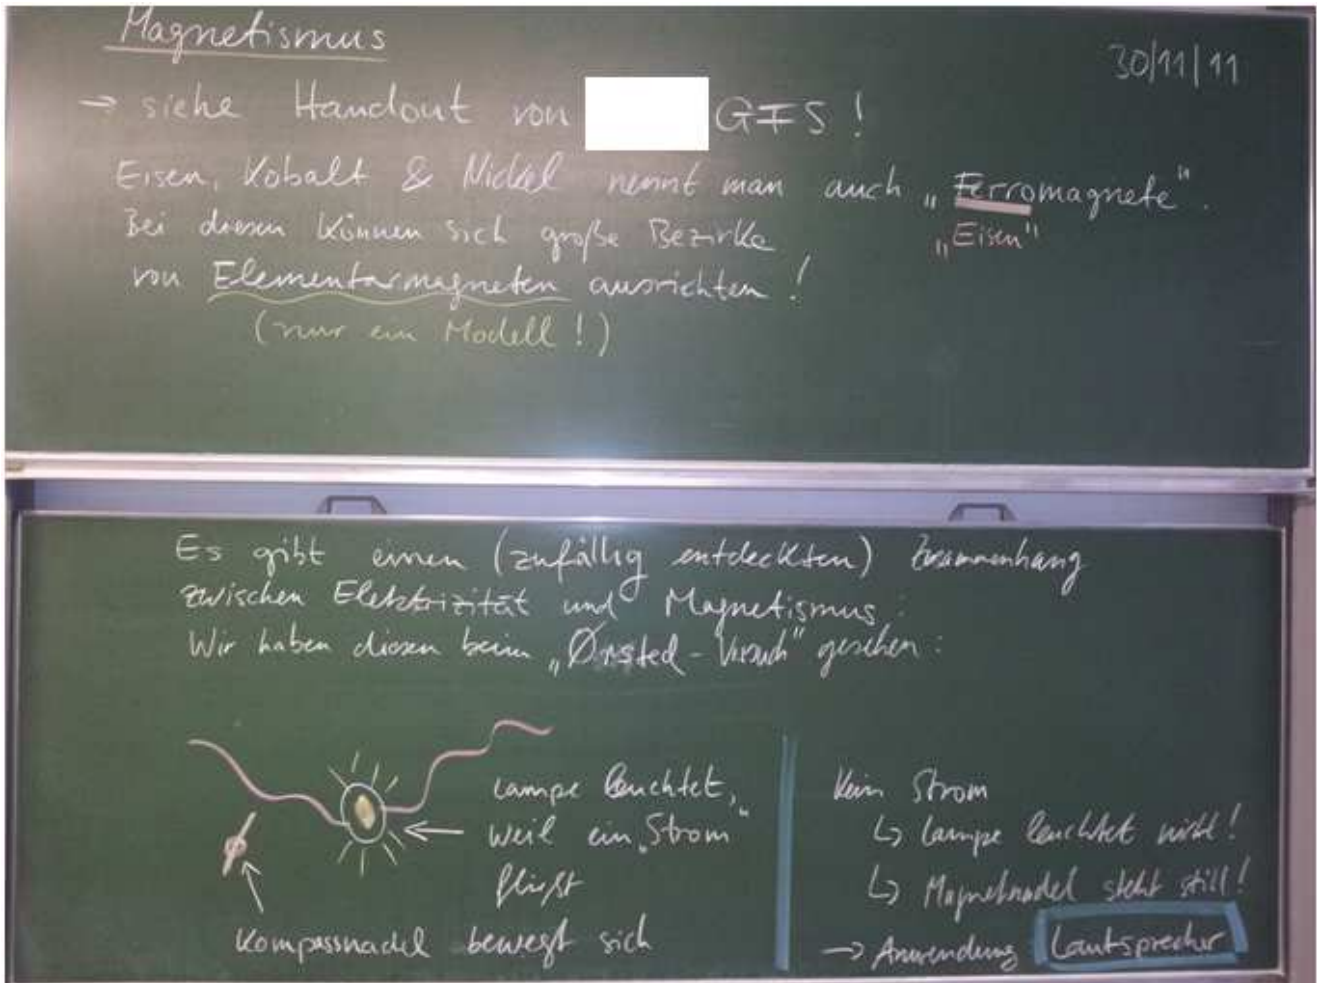 Magnetismus
30/11/11
→ siehe Handout von GFS!
Eisen, Kobalt & Nickel nennt man auch „Ferromagnete".
„Eisen"
Bei diesen können sich große Bezirke
von Elementarmagneten ausrichten!
(nur ein Modell!)
Es gibt einen (zufällig entdeckten) Zusammenhang
zwischen Elektrizität und Magnetismus:
Wir haben diesen beim „Ørsted-Versuch" gesehen:
Lampe leuchtet,
weil ein „Strom"
fließt
Kompassnadel bewegt sich
Kein Strom
↳ Lampe leuchtet nicht!
↳ Magnetnadel steht still!
→ Anwendung Lautsprecher